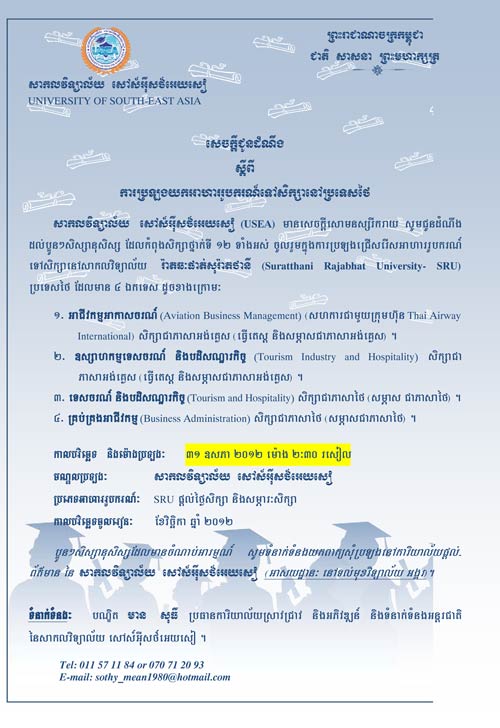 ព្រះរាជាណាចក្រកម្ពុជា
ជាតិ សាសនា ព្រះមហាក្សត្រ
សាកលវិទ្យាល័យ សៅស៍អ៊ីសថ៍អេយសៀ
UNIVERSITY OF SOUTH-EAST ASIA
សេចក្តីជូនដំណឹង
ស្តីពី
ការប្រឡងយកអាហារូបករណ៍ទៅសិក្សានៅប្រទេសថៃ
សាកលវិទ្យាល័យ សៅស៍អ៊ីសថ៍អេយសៀ (USEA) មានសេចក្តីសោមនស្សរីករាយ សូមជូនដំណឹង
ដល់ប្អូនៗសិស្សានុសិស្ស ដែលកំពុងសិក្សាថ្នាក់ទី ១២ ទាំងអស់ ចូលរួមក្នុងការប្រឡងជ្រើសរើសអាហារូបករណ៍
ទៅសិក្សានៅសាកលវិទ្យាល័យ រ៉ាតឆះផាត់សូរ៉ាតថានី (Suratthani Rajabhat University- SRU)
ប្រទេសថៃ ដែលមាន ៤ ឯកទេស ដូចខាងក្រោម:
១. អាជីវកម្មអាកាសចរណ៍ (Aviation Business Management) (សហការជាមួយក្រុមហ៊ុន Thai Airway
International) សិក្សាជាភាសាអង់គ្លេស (ធ្វើតេស្ត និងសម្ភាសជាភាសាអង់គ្លេស) ។
២. ឧស្សាហកម្មទេសចរណ៍ និងបដិសណ្ឋារកិច្ច (Tourism Industry and Hospitality) សិក្សាជា
ភាសាអង់គ្លេស (ធ្វើតេស្ត និងសម្ភាសជាភាសាអង់គ្លេស) ។
៣. ទេសចរណ៍ និងបដិសណ្ឋារកិច្ច (Tourism and Hospitality) សិក្សាជាភាសាថៃ (សម្ភាស ជាភាសាថៃ) ។
៤. គ្រប់គ្រងអាជីវកម្ម (Business Administration) សិក្សាជាភាសាថៃ (សម្ភាសជាភាសាថៃ) ។
កាលបរិច្ឆេទ និងម៉ោងប្រឡង: ៣១ ឧសភា ២០១២ ម៉ោង ២:៣០ រសៀល
មណ្ឌលប្រឡង: សាកលវិទ្យាល័យ សៅស៍អ៊ីសថ៍អេយសៀ
ប្រភេទអាហារូបករណ៍: SRU ផ្តល់ថ្លៃសិក្សា និងសម្ភារៈសិក្សា
កាលបរិច្ឆេទចូលរៀន: ខែវិច្ឆិកា ឆ្នាំ ២០១២
ប្អូនៗសិស្សានុសិស្សដែលមានចំណាប់អារម្មណ៍ សូមទំនាក់ទំនងយកពាក្យសុំប្រឡងនៅការិយាល័យផ្តល់
ព័ត៌មាន នៃ សាកលវិទ្យាល័យ សៅស៍អ៊ីសថ៍អេយសៀ (អាសយដ្ឋាន: នៅទល់មុខវិទ្យាល័យ អង្គរ)។
ទំនាក់ទំនង: បណ្ឌិត មាន សុធី ប្រធានការិយាល័យស្រាវជ្រាវ និងអភិវឌ្ឍន៍ និងទំនាក់ទំនងអន្តរជាតិ
នៃសាកលវិទ្យាល័យ សៅស៍អ៊ីសថ៍អេយសៀ ។
Tel: 011 57 11 84 or 070 71 20 93
E-mail: sothy_mean1980@hotmail.com